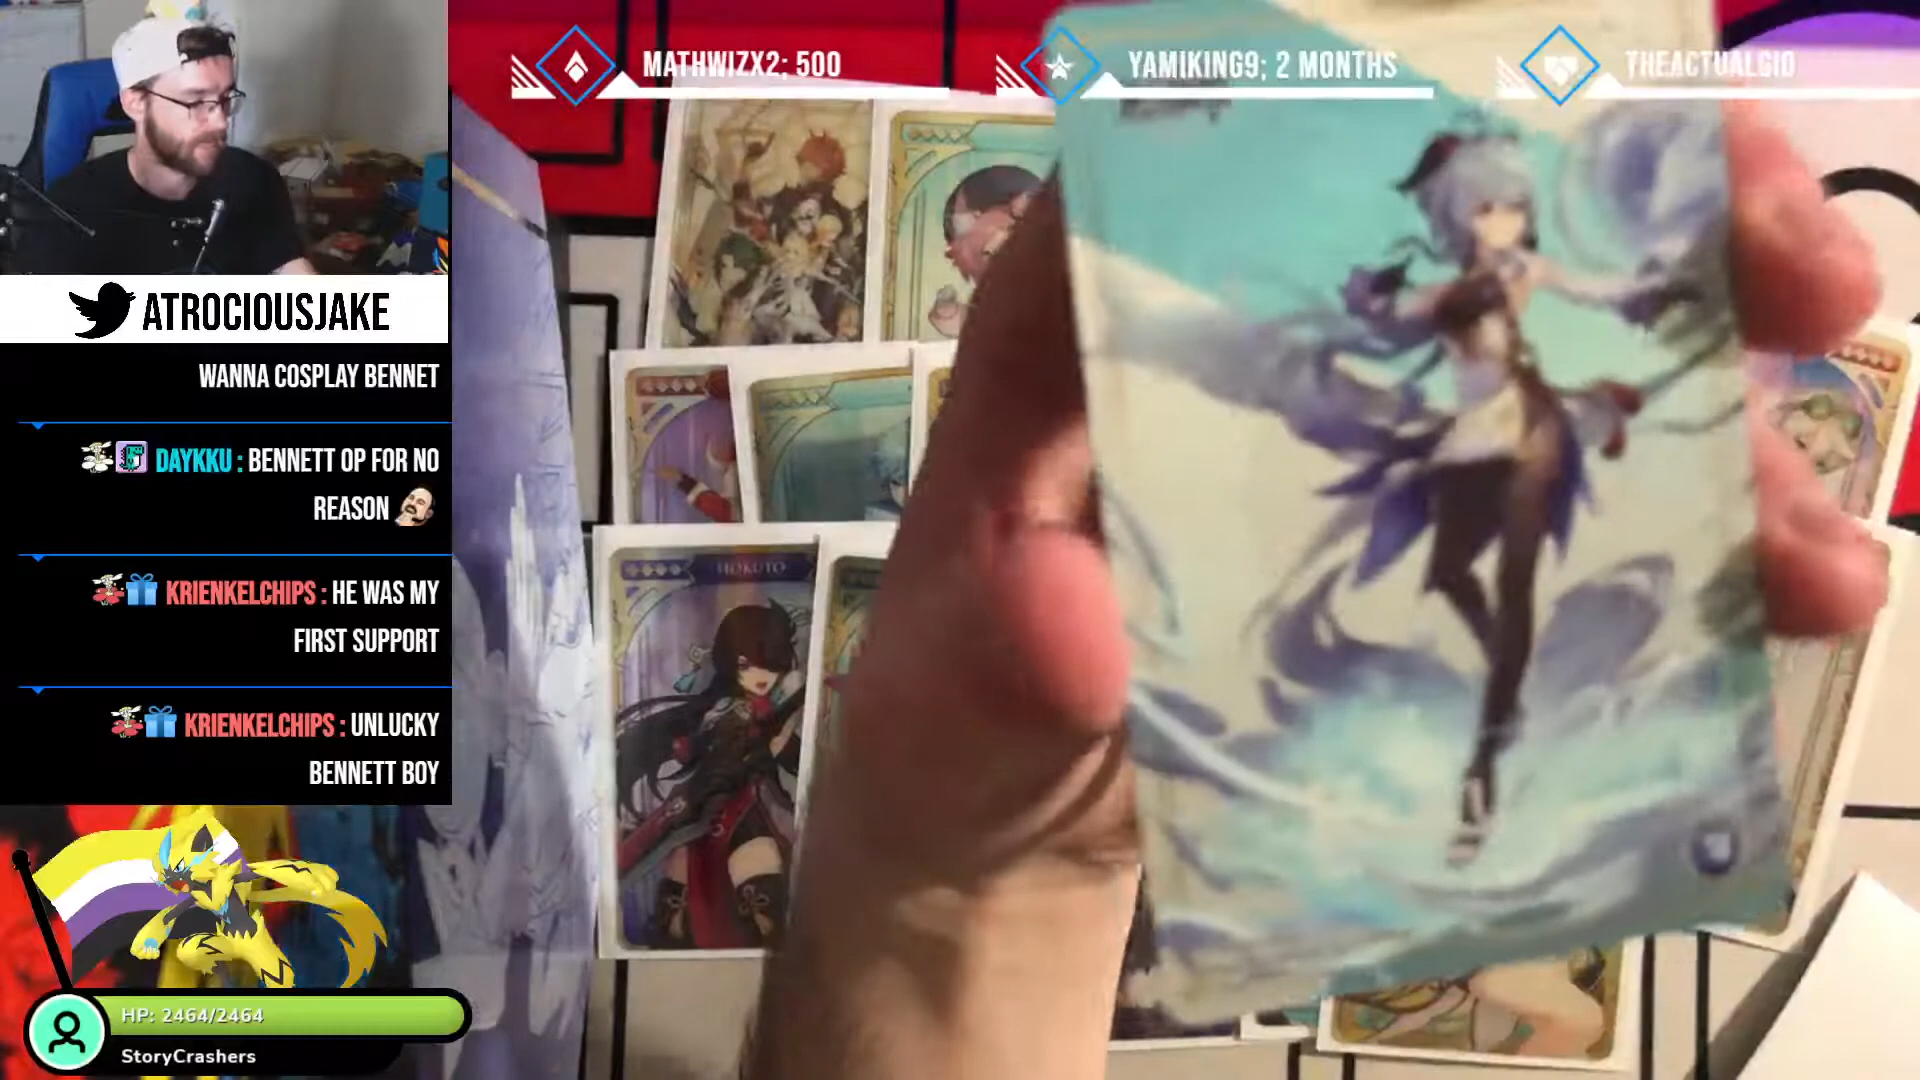 MATHWIZX2; 500
YAMIKING9; 2 MONTHS
THEACTUALGIO
ATROCIOUSJAKE
WANNA COSPLAY BENNET
DAYKKU : BENNETT OP FOR NO
REASON
KRIENKELCHIPS : HE WAS MY
FIRST SUPPORT
KRIENKELCHIPS : UNLUCKY
BENNETT BOY
HOKUTO
HP: 2464/2464
StoryCrashers